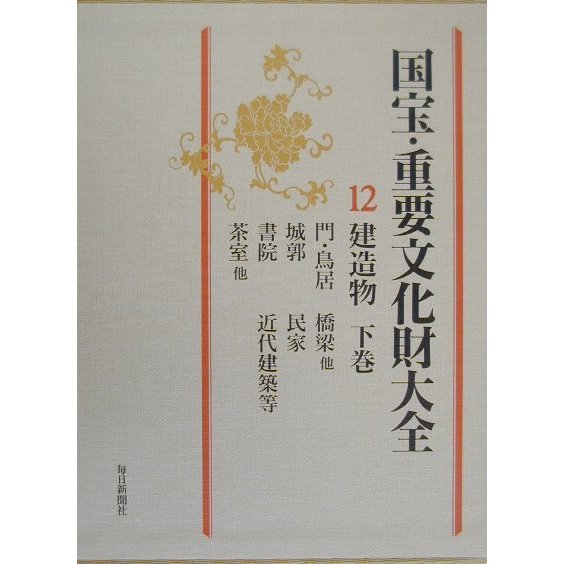 国宝・重要文化財大全
12 建造物 下巻
門・鳥居 橋梁 他
城郭 民家
書院 近代建築等
茶室 他
毎日新聞社